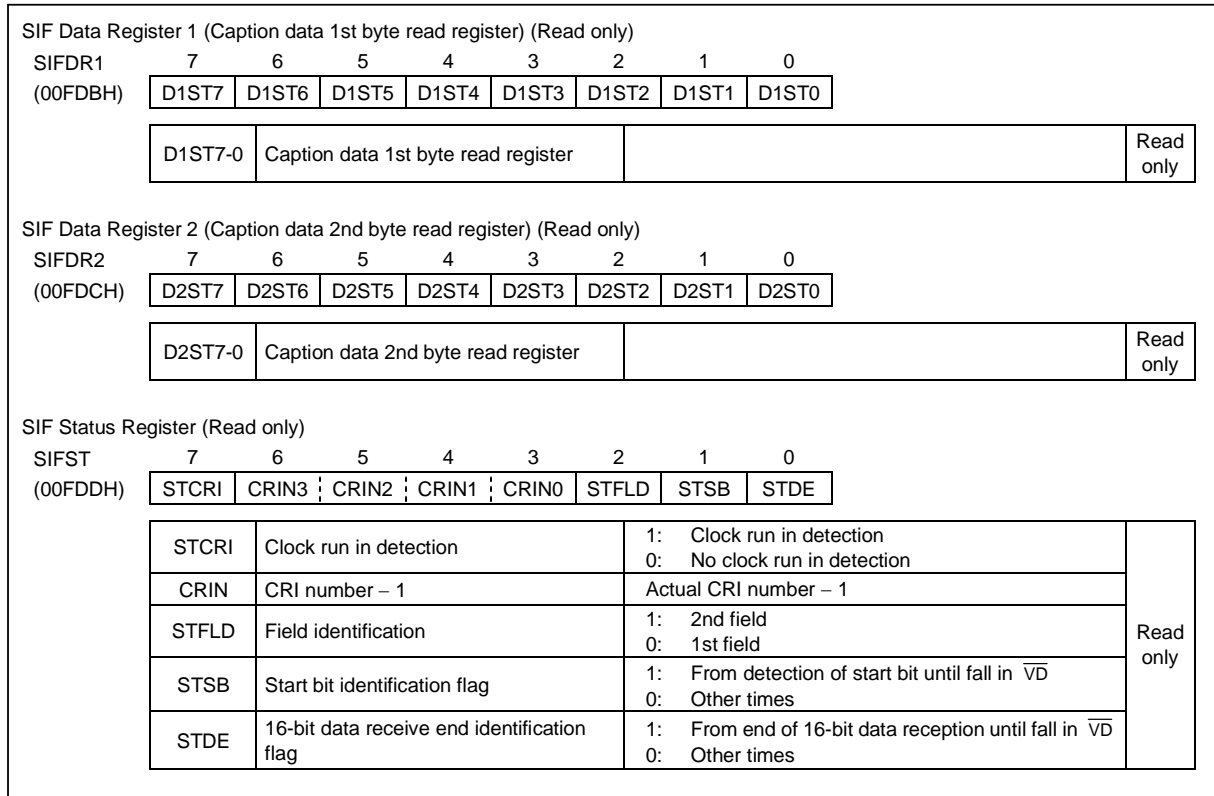 SIF Data Register 1 (Caption data 1st byte read register) (Read only)
SIFDR1 7 6 5 4 3 2 1 0
(00FDBH) D1ST7 D1ST6 D1ST5 D1ST4 D1ST3 D1ST2 D1ST1 D1ST0
D1ST7-0 Caption data 1st byte read register Read only
SIF Data Register 2 (Caption data 2nd byte read register) (Read only)
SIFDR2 7 6 5 4 3 2 1 0
(00FDCH) D2ST7 D2ST6 D2ST5 D2ST4 D2ST3 D2ST2 D2ST1 D2ST0
D2ST7-0 Caption data 2nd byte read register Read only
SIF Status Register (Read only)
SIFST 7 6 5 4 3 2 1 0
(00FDDH) STCRI CRIN3 CRIN2 CRIN1 CRIN0 STFLD STSB STDE
STCRI Clock run in detection 1: Clock run in detection
0: No clock run in detection
CRIN CRI number − 1 Actual CRI number − 1
STFLD Field identification 1: 2nd field
0: 1st field
Read only
STSB Start bit identification flag 1: From detection of start bit until fall in V̅D̅
0: Other times
STDE 16-bit data receive end identification flag 1: From end of 16-bit data reception until fall in V̅D̅
0: Other times